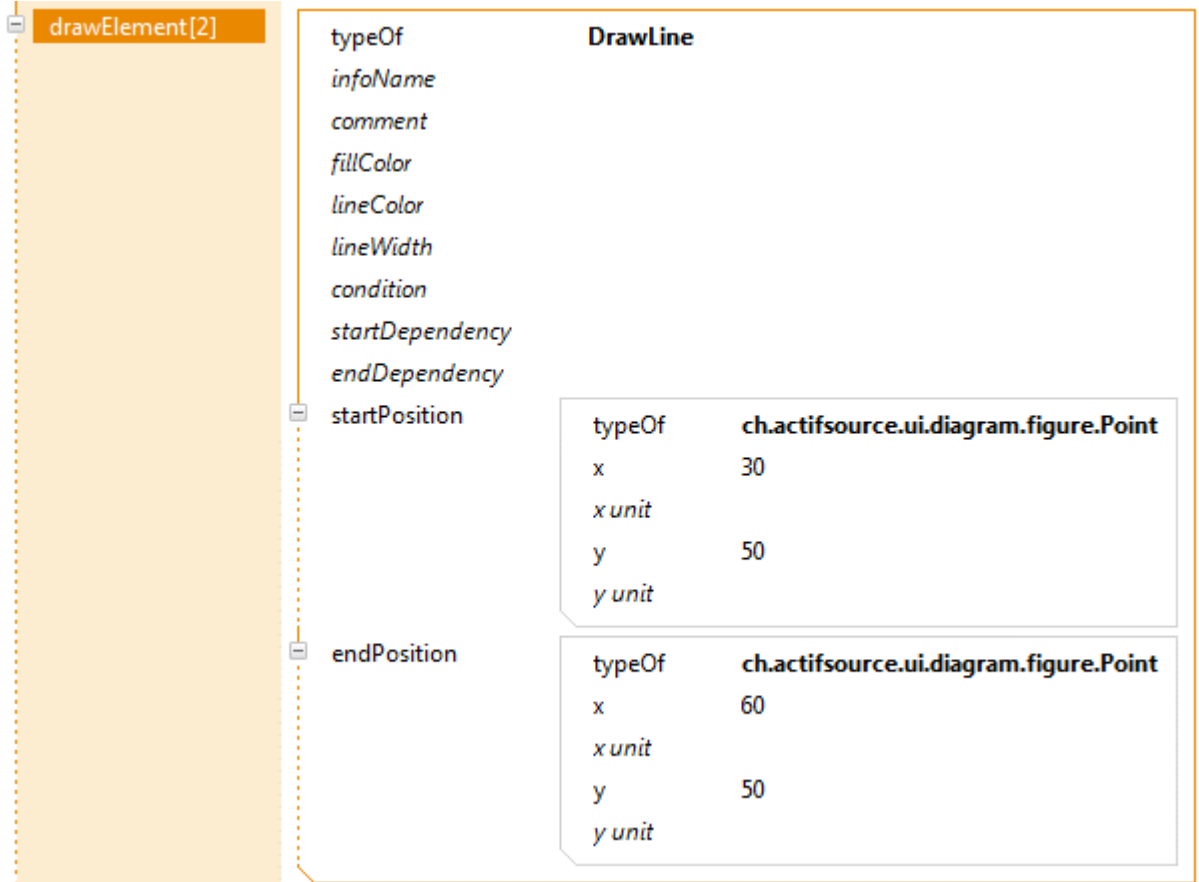 drawElement[2]
typeOf DrawLine
infoName
comment
fillColor
lineColor
lineWidth
condition
startDependency
endDependency
startPosition
typeOf ch.actifsource.ui.diagram.figure.Point
x 30
x unit
y 50
y unit
endPosition
typeOf ch.actifsource.ui.diagram.figure.Point
x 60
x unit
y 50
y unit